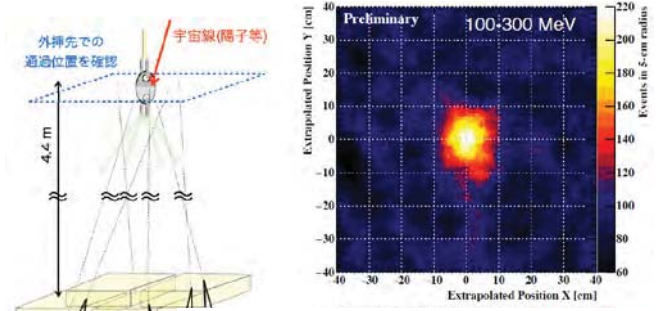 外挿先での
通過位置を確認
宇宙線(陽子等)
4.4 m
Preliminary
100-300 MeV
Extrapolated Position Y [cm]
40
30
20
10
0
-10
-20
-30
-40
-40 -30 -20 -10 0 10 20 30 40
Extrapolated Position X [cm]
220
200
180
160
140
120
100
80
60
Events in 5-cm radius